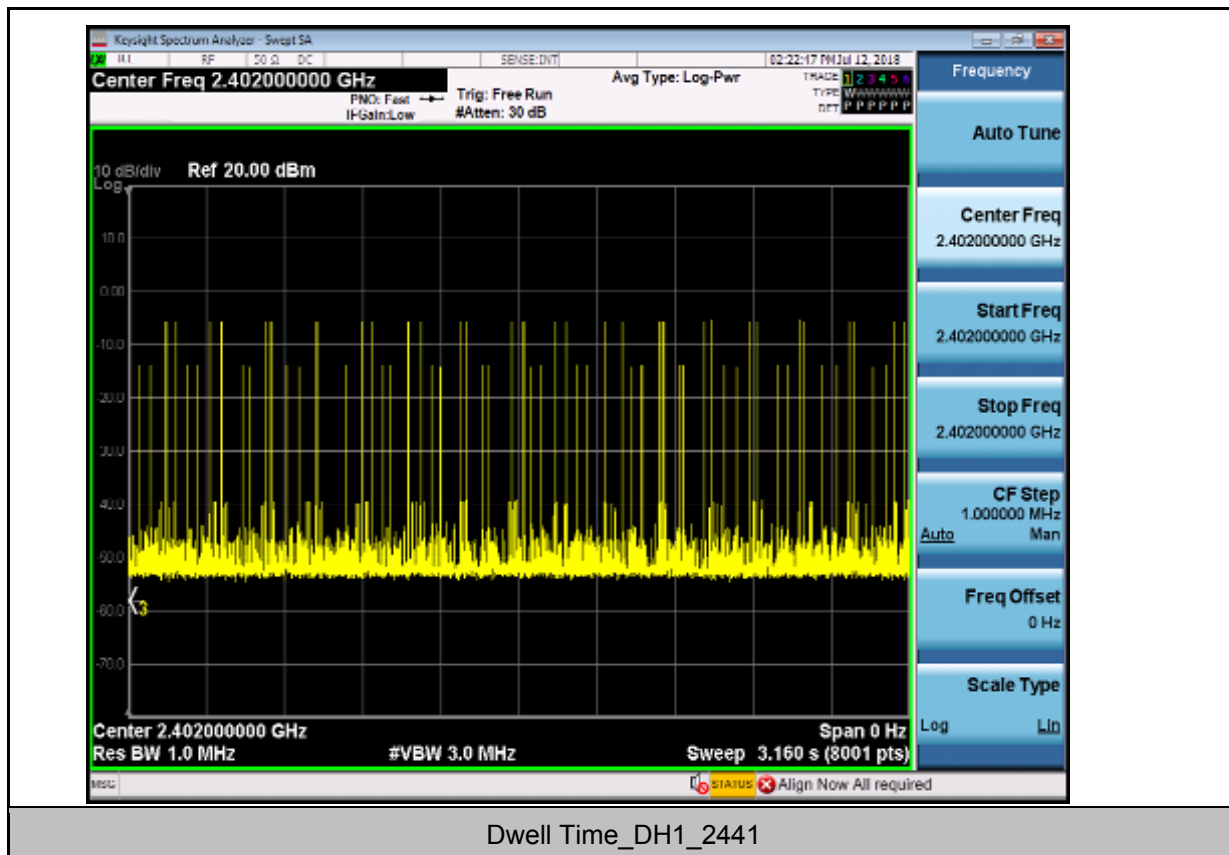 Keysight Spectrum Analyzer - Swept SA
RF 50 Ω DC SENSE:INT 02:22:47 PM Jul 12, 2018
Center Freq 2.402000000 GHz Avg Type: Log-Pwr TRACE 1 2 3 4 5 6
PNO: Fast Trig: Free Run TYPE WWWWWW
IFGain:Low #Atten: 30 dB DET P P P P P P
10 dB/div Ref 20.00 dBm
Log
10.0
0.00
-10.0
-20.0
-30.0
-40.0
-50.0
-60.0
3
-70.0
Center 2.402000000 GHz Span 0 Hz
Res BW 1.0 MHz #VBW 3.0 MHz Sweep 3.160 s (8001 pts)
MSG STATUS Align Now All required
Frequency
Auto Tune
Center Freq
2.402000000 GHz
Start Freq
2.402000000 GHz
Stop Freq
2.402000000 GHz
CF Step
1.000000 MHz
Auto Man
Freq Offset
0 Hz
Scale Type
Log Lin
Dwell Time_DH1_2441